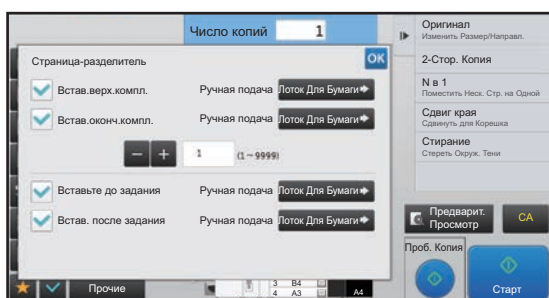 Число копий 1
Страница-разделитель
OK
Встав.верх.компл.
Ручная подача
Лоток Для Бумаги
Встав.оконч.компл.
Ручная подача
Лоток Для Бумаги
− + 1 (1~9999)
Вставьте до задания
Ручная подача
Лоток Для Бумаги
Встав. после задания
Ручная подача
Лоток Для Бумаги
Прочие
3 B4
4 A3
A4
Оригинал
Изменить Размер/Направл.
2-Стор. Копия
N в 1
Поместить Неск. Стр. на Одной
Сдвиг края
Сдвинуть для Корешка
Стирание
Стереть Окруж. Тени
Предварит.
Просмотр
CA
Проб. Копия
Старт